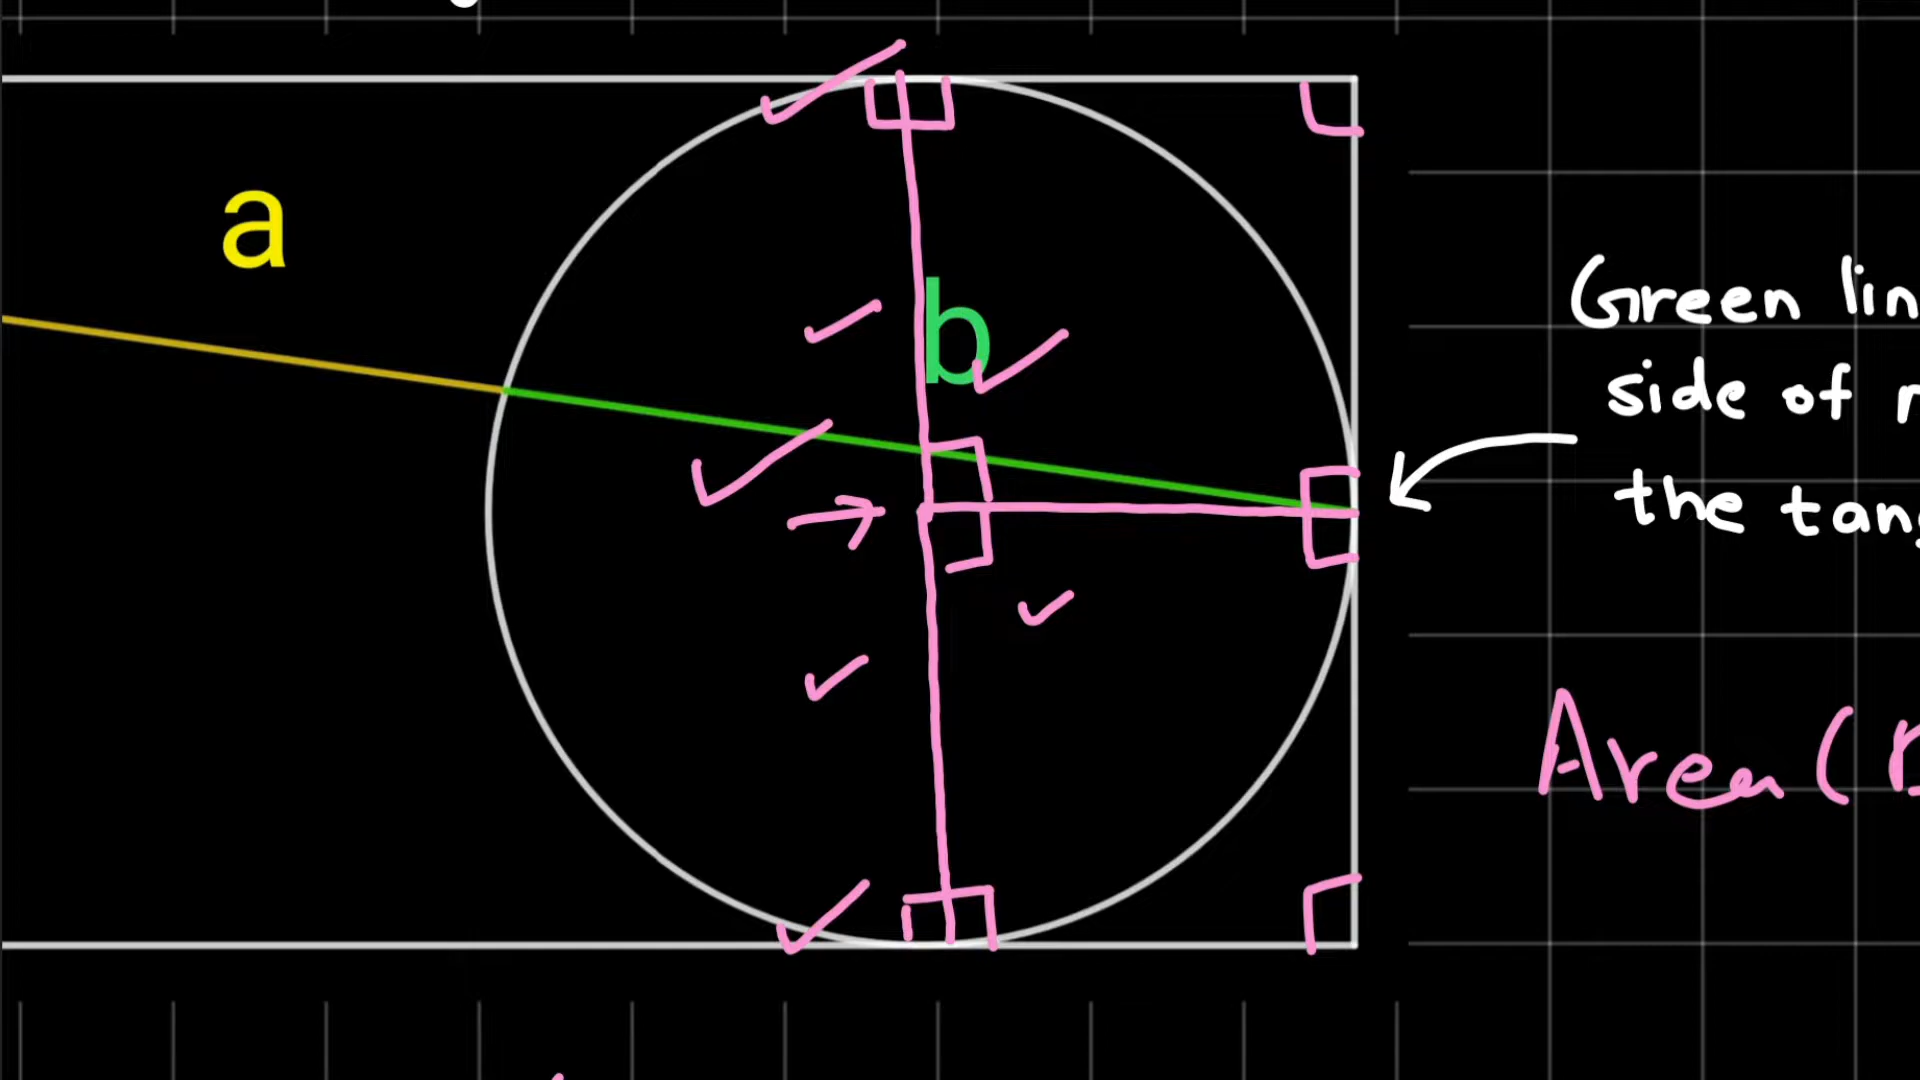 a
b
Green lin
side of
the tan
Area (